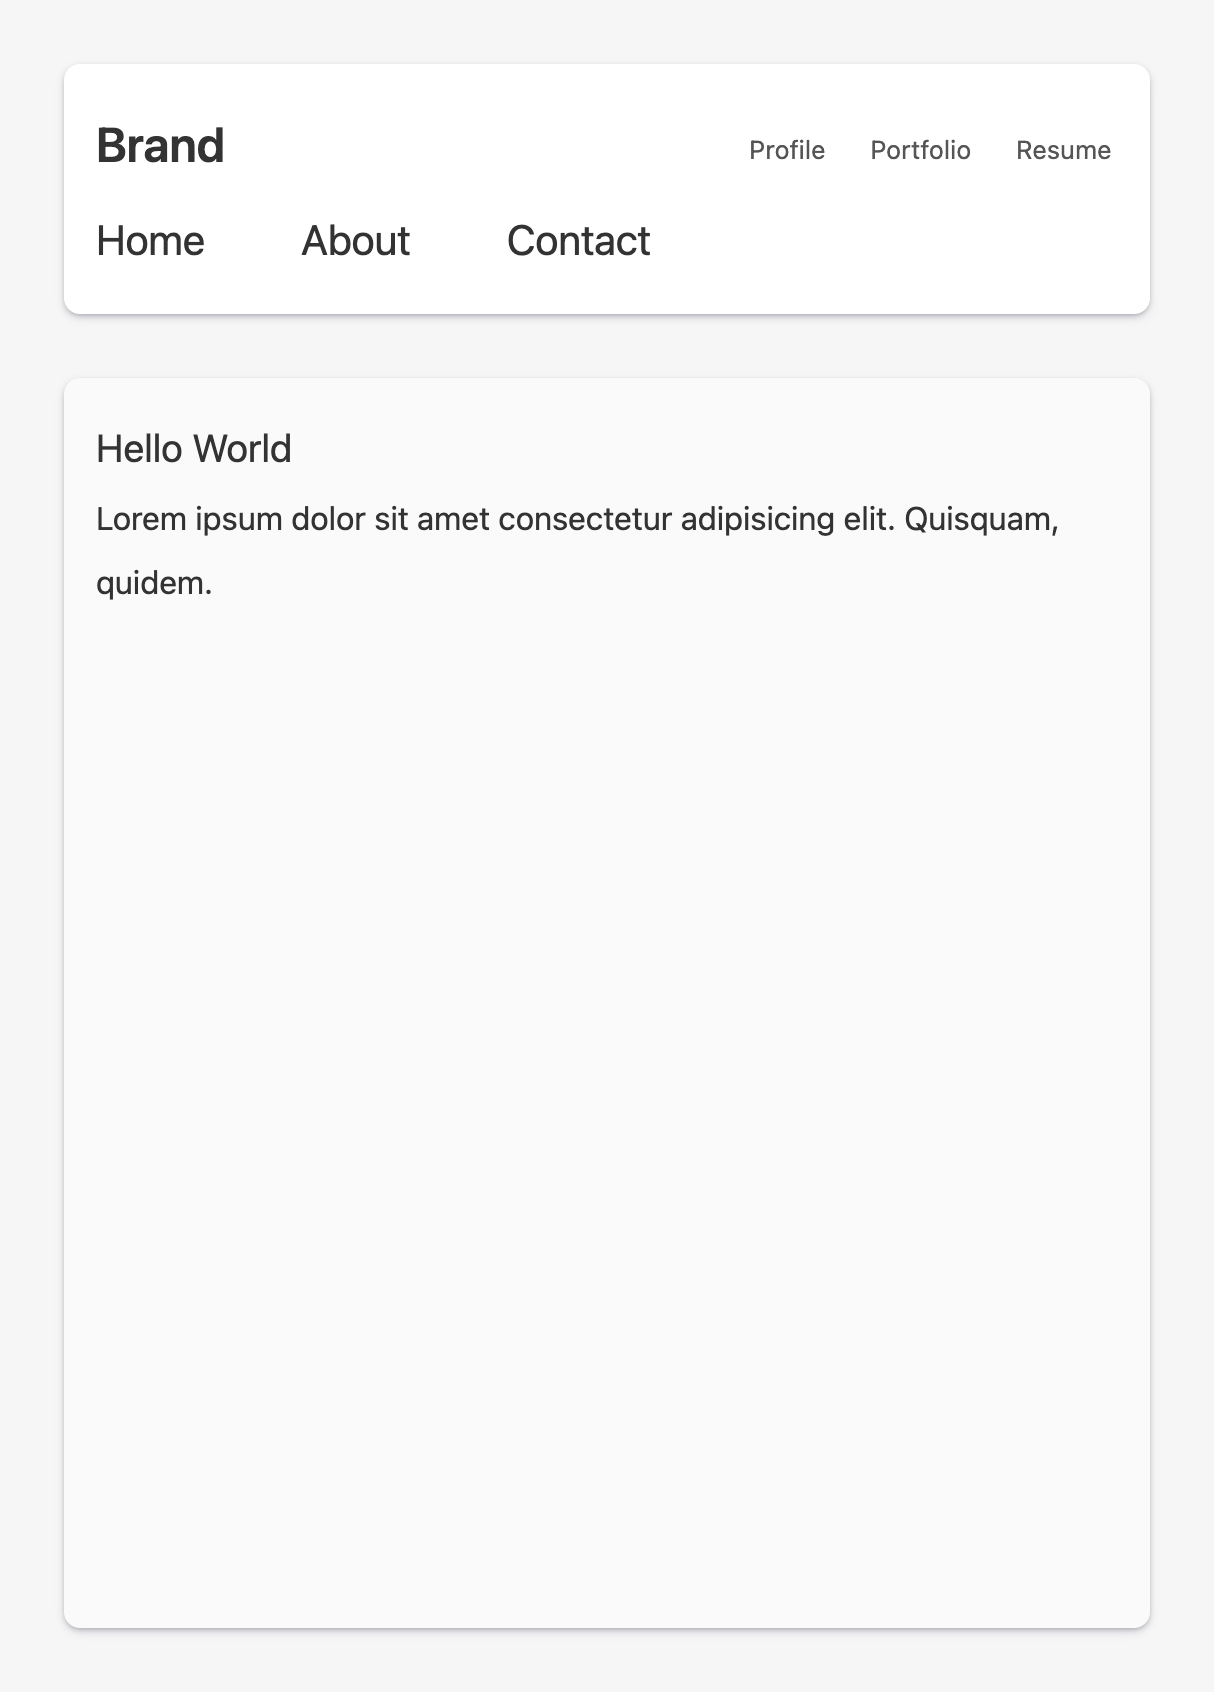 Brand
Profile Portfolio Resume
Home About Contact
Hello World
Lorem ipsum dolor sit amet consectetur adipisicing elit. Quisquam,
quidem.